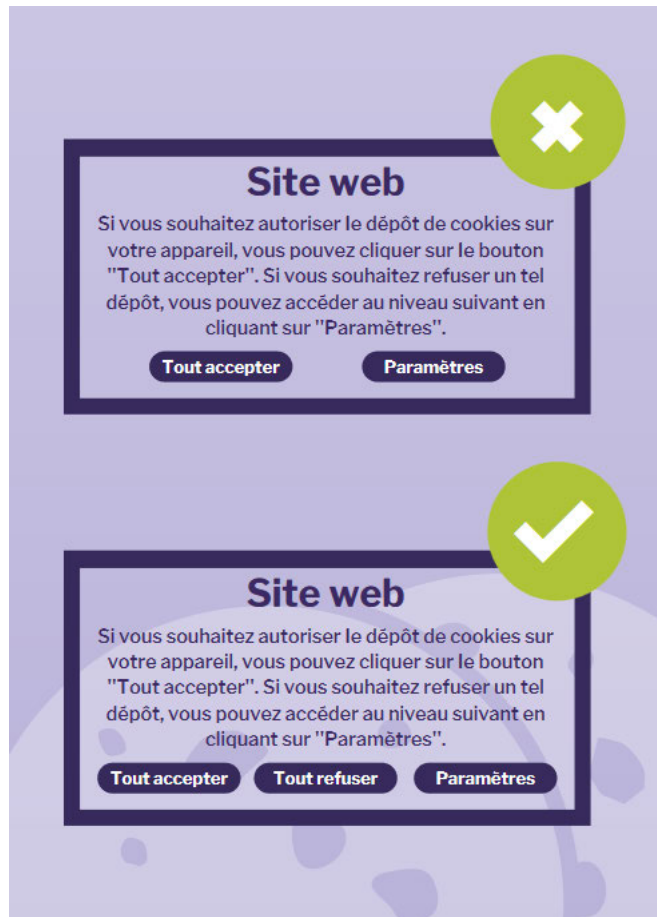 Site web
Si vous souhaitez autoriser le dépôt de cookies sur
votre appareil, vous pouvez cliquer sur le bouton
"Tout accepter". Si vous souhaitez refuser un tel
dépôt, vous pouvez accéder au niveau suivant en
cliquant sur "Paramètres".
Tout accepter Paramètres
Site web
Si vous souhaitez autoriser le dépôt de cookies sur
votre appareil, vous pouvez cliquer sur le bouton
"Tout accepter". Si vous souhaitez refuser un tel
dépôt, vous pouvez accéder au niveau suivant en
cliquant sur "Paramètres".
Tout accepter Tout refuser Paramètres